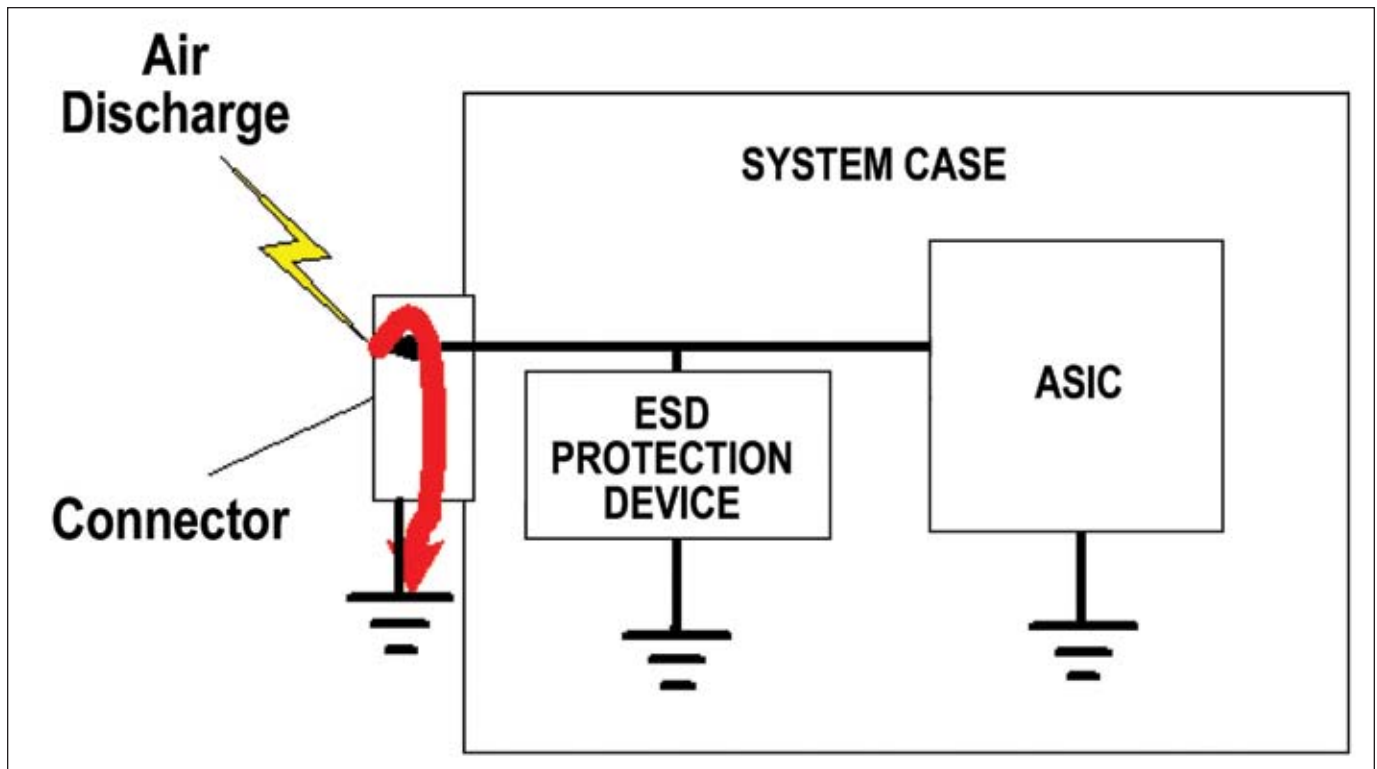 Air
Discharge
SYSTEM CASE
ASIC
ESD
PROTECTION
DEVICE
Connector